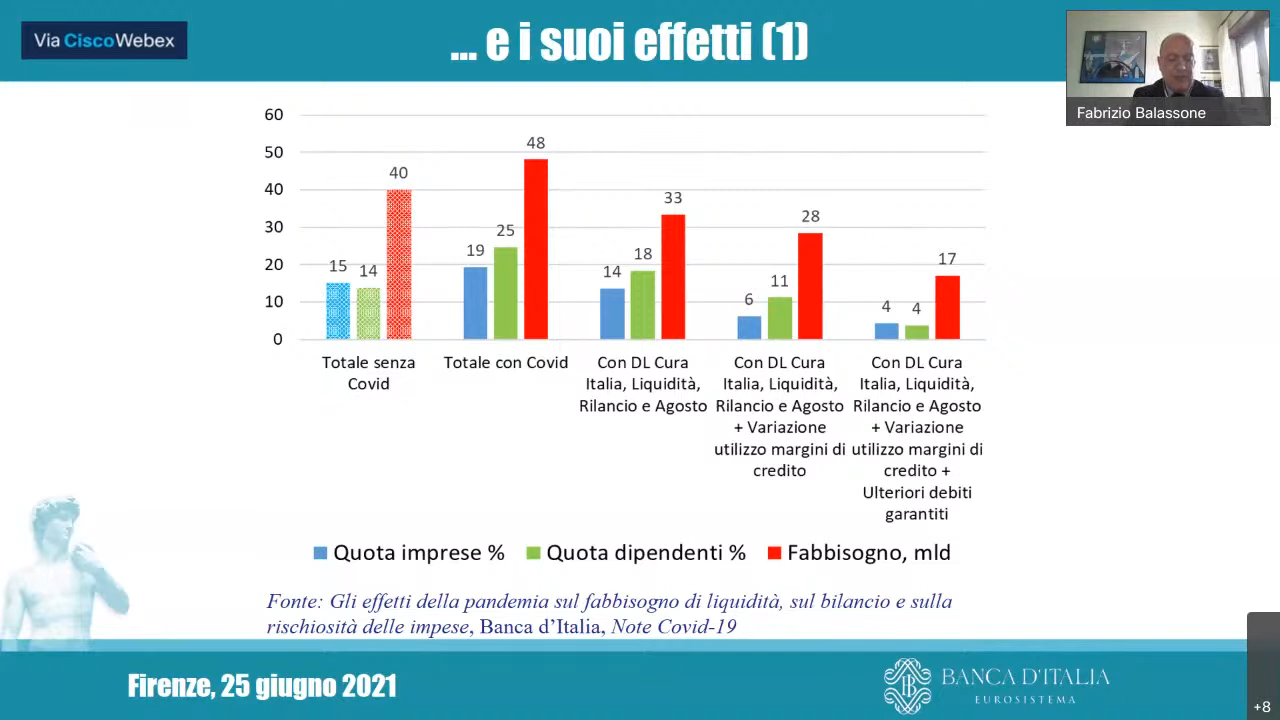 Via CiscoWebex
... e i suoi effetti (1)
Fabrizio Balassone
60
50
40
30
20
10
0
15
14
40
19
25
48
14
18
33
6
11
28
4
4
17
Totale senza
Covid
Totale con Covid
Con DL Cura
Italia, Liquidità,
Rilancio e Agosto
Con DL Cura
Italia, Liquidità,
Rilancio e Agosto
+ Variazione
utilizzo margini di
credito
Con DL Cura
Italia, Liquidità,
Rilancio e Agosto
+ Variazione
utilizzo margini di
credito +
Ulteriori debiti
garantiti
Quota imprese %
Quota dipendenti %
Fabbisogno, mld
Fonte: Gli effetti della pandemia sul fabbisogno di liquidità, sul bilancio e sulla
rischiosità delle impese, Banca d'Italia, Note Covid-19
Firenze, 25 giugno 2021
BANCA D'ITALIA
EUROSISTEMA
+8